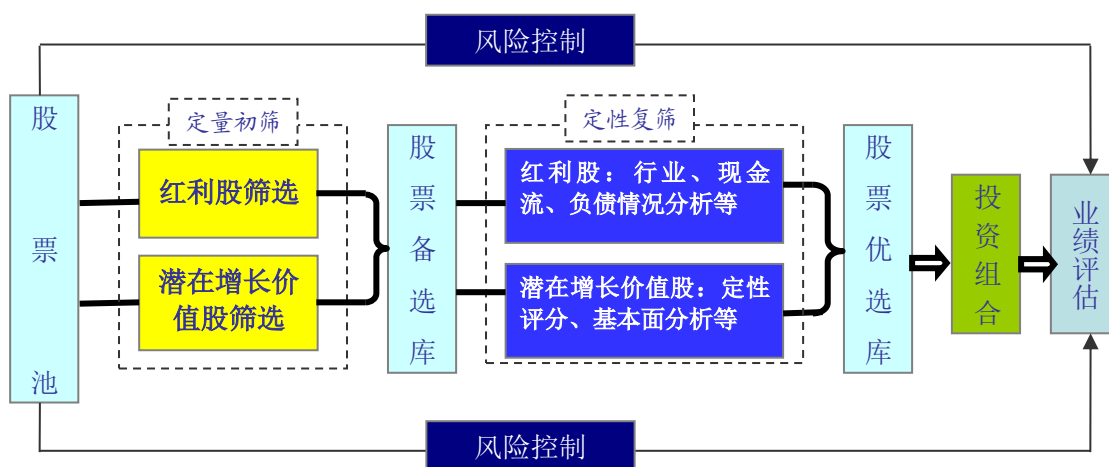 风险控制
股票池
定量初筛
红利股筛选
潜在增长价
值股筛选
股票备选库
定性复筛
红利股：行业、现金
流、负债情况分析等
潜在增长价值股：定性
评分、基本面分析等
股票优选库
投资组合
业绩评估
风险控制